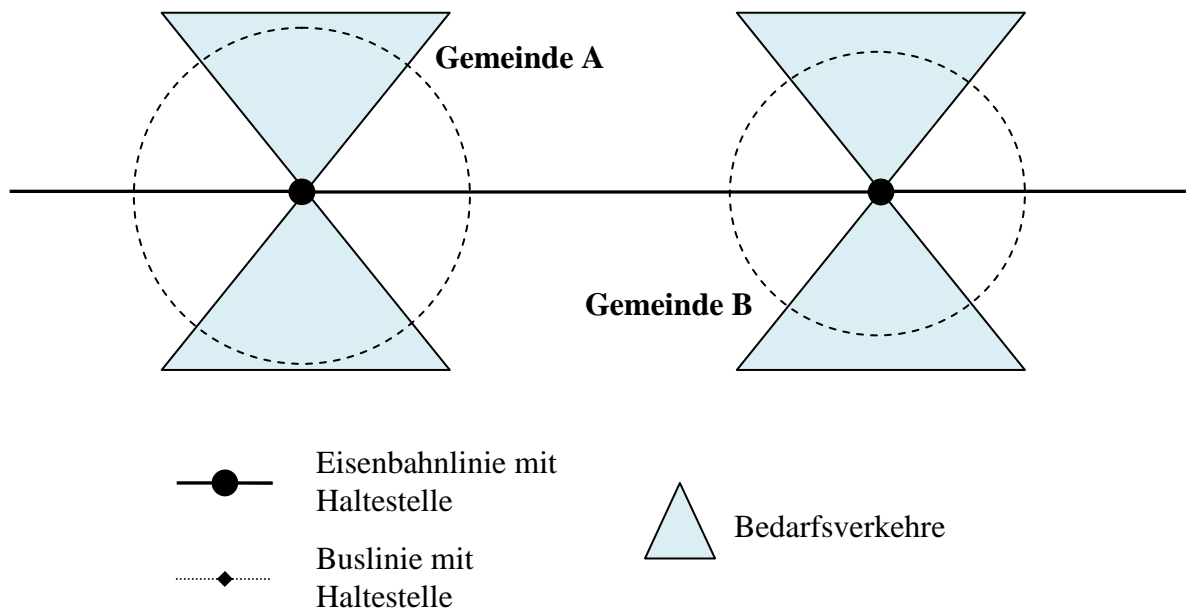 Gemeinde A
Gemeinde B
Eisenbahnlinie mit
Haltestelle
Bedarfsverkehre
Buslinie mit
Haltestelle